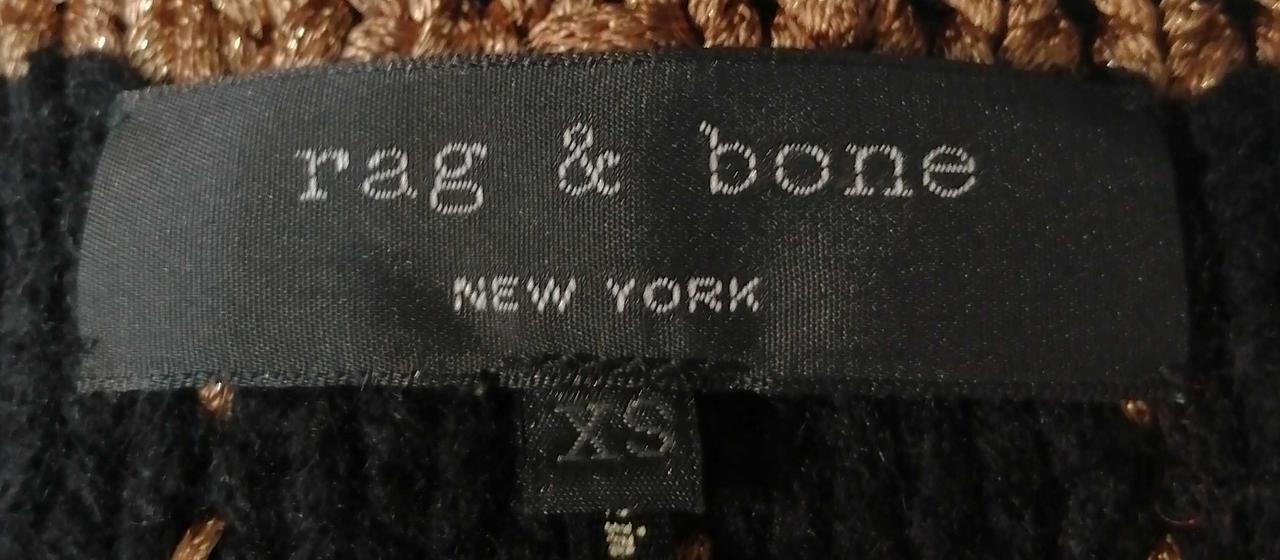 rag & bone
NEW YORK
XS